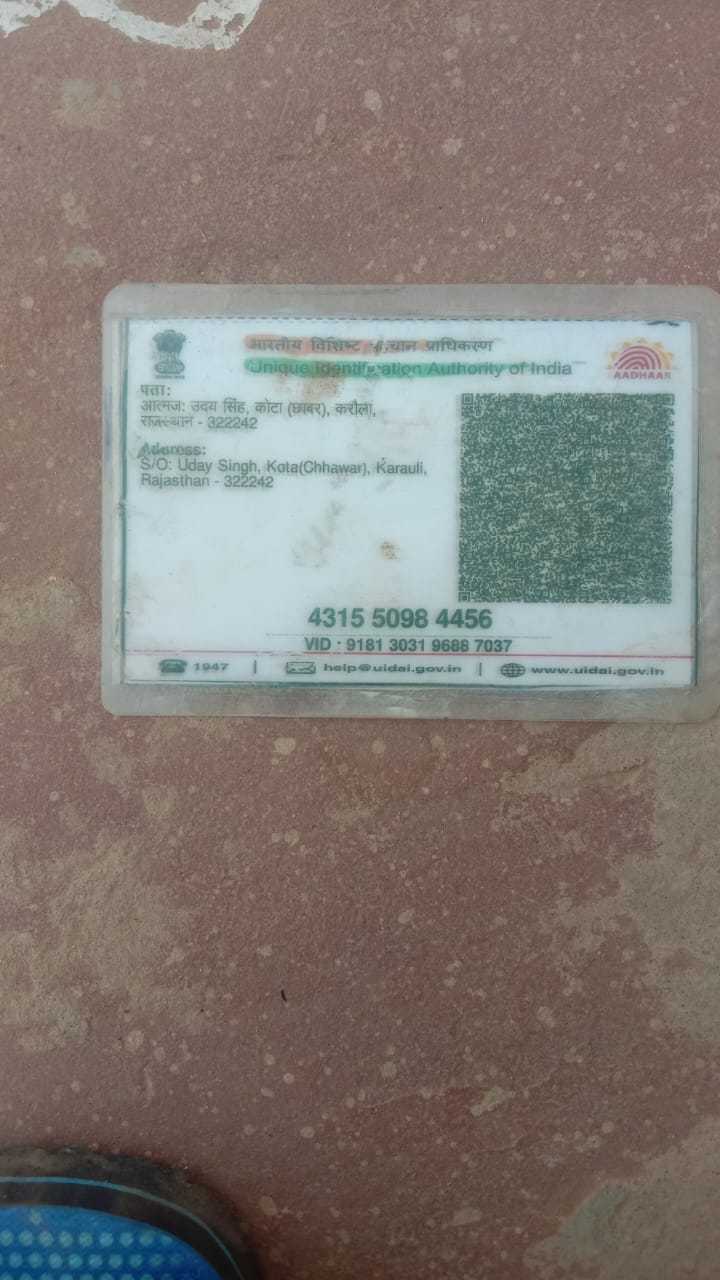 भारतीय विशिष्ट पहचान प्राधिकरण
Unique Identification Authority of India
AADHAAR
पता:
आत्मज: उदय सिंह, कोटा (छाबर), करौली,
राजस्थान - 322242
Address:
S/O: Uday Singh, Kota(Chhawar), Karauli,
Rajasthan - 322242
4315 5098 4456
VID : 9181 3031 9688 7037
1947 | help@uidai.gov.in | www.uidai.gov.in